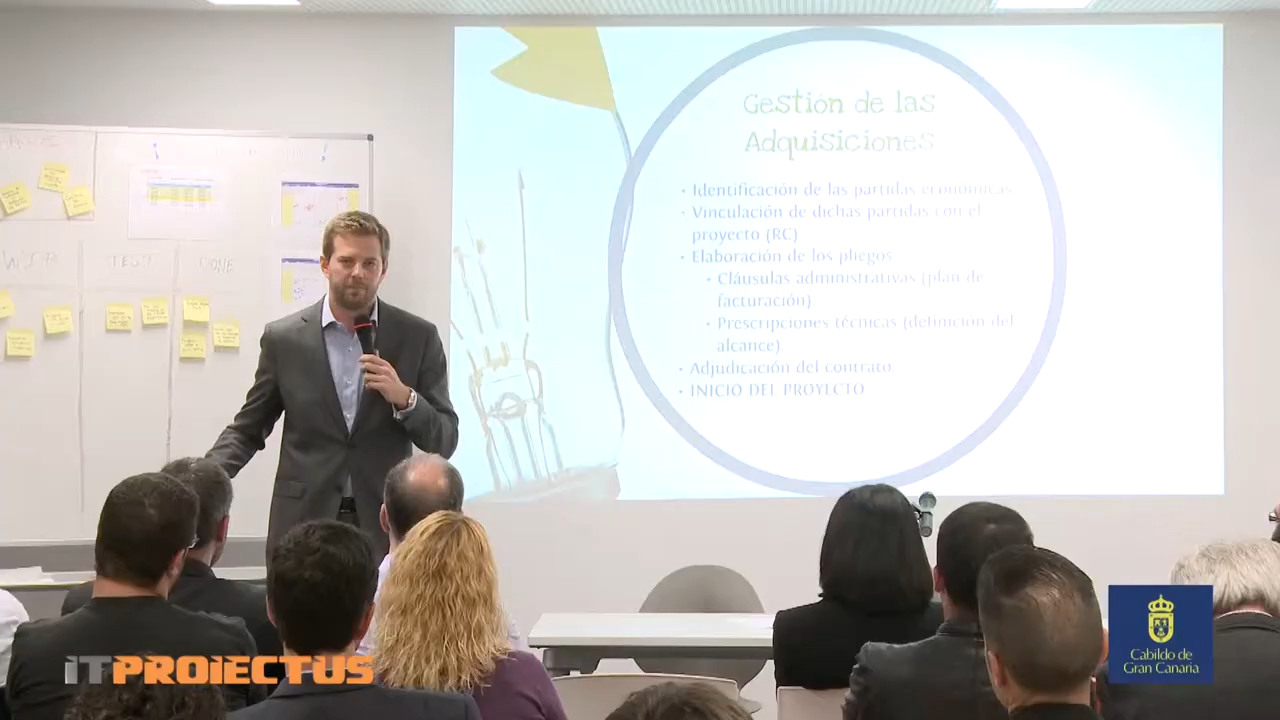 Gestión de las
Adquisiciones
• Identificación de las partidas económicas
• Vinculación de dichas partidas con el
proyecto (RC)
• Elaboración de los pliegos
• Cláusulas administrativas (plan de
facturación)
• Prescripciones técnicas (definición del
alcance).
• Adjudicación del contrato.
• INICIO DEL PROYECTO
TEST
DONE
iTPROiECTUS
Cabildo de
Gran Canaria